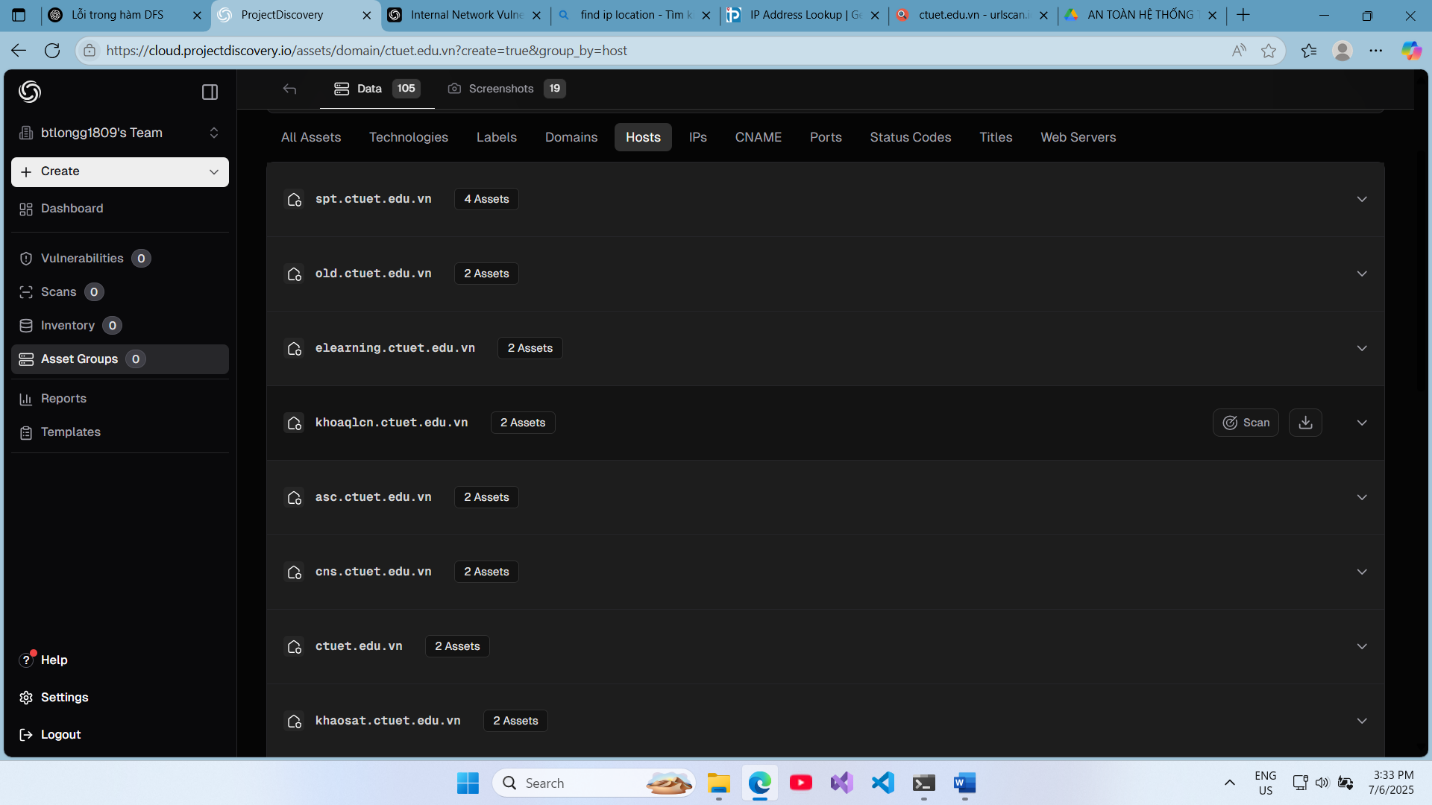 Lỗi trong hàm DFS
ProjectDiscovery
Internal Network Vulne
find ip location - Tìm k
IP Address Lookup | Ge
ctuet.edu.vn - urlscan.i
AN TOÀN HỆ THỐNG
https://cloud.projectdiscovery.io/assets/domain/ctuet.edu.vn?create=true&group_by=host
Data 105
Screenshots 19
btlongg1809's Team
Create
Dashboard
Vulnerabilities 0
Scans 0
Inventory 0
Asset Groups 0
Reports
Templates
Help
Settings
Logout
All Assets Technologies Labels Domains Hosts IPs CNAME Ports Status Codes Titles Web Servers
spt.ctuet.edu.vn 4 Assets
old.ctuet.edu.vn 2 Assets
elearning.ctuet.edu.vn 2 Assets
khoaqlcn.ctuet.edu.vn 2 Assets Scan
asc.ctuet.edu.vn 2 Assets
cns.ctuet.edu.vn 2 Assets
ctuet.edu.vn 2 Assets
khaosat.ctuet.edu.vn 2 Assets
Search
ENG
US
3:33 PM
7/6/2025